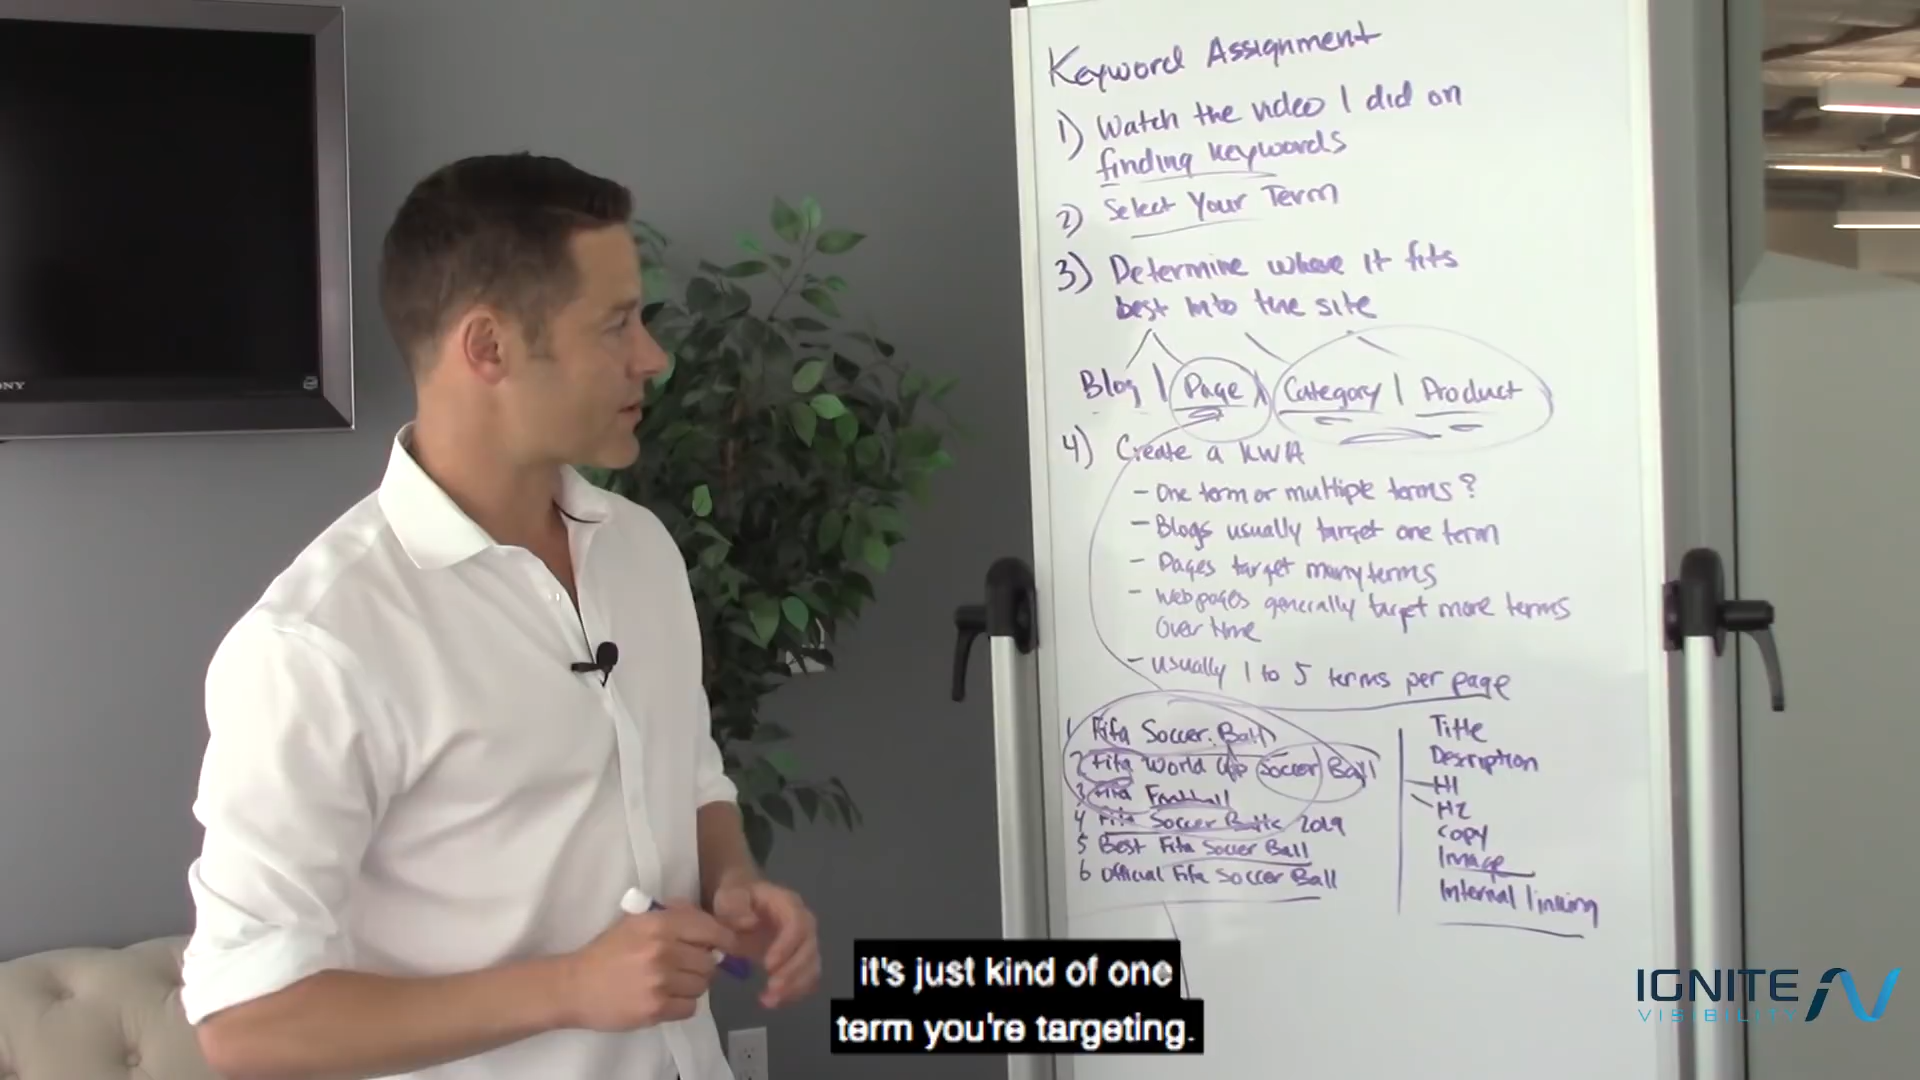 SONY
Keyword Assignment
1) Watch the video I did on
finding keywords
2) Select Your Term
3) Determine where it fits
best into the site
Blog | Page | Category | Product
4) Create a KWA
- One term or multiple terms?
- Blogs usually target one term
- Pages target many terms
- Webpages generally target more terms
over time
- usually 1 to 5 terms per page
1 Fifa Soccer Ball
2 Fifa World Cup Soccer Ball
3 Fifa Football
4 Fifa Soccer Balls 2019
5 Best Fifa Soccer Ball
6 Official Fifa Soccer Ball
Title
Description
H1
H2
Copy
Image
Internal linking
it's just kind of one
term you're targeting.
IGNITE
VISIBILITY